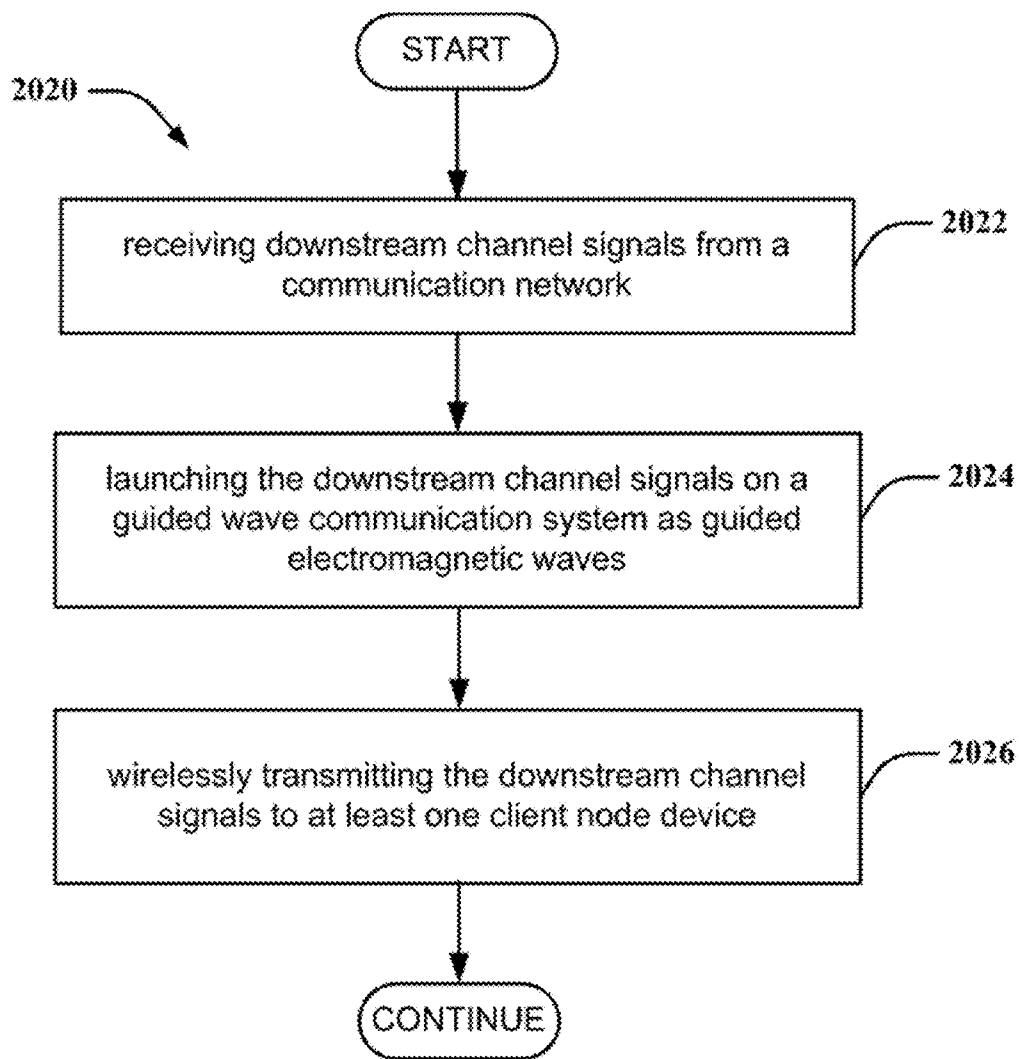 START
2020
receiving downstream channel signals from a
communication network
2022
launching the downstream channel signals on a
guided wave communication system as guided
electromagnetic waves
2024
wirelessly transmitting the downstream channel
signals to at least one client node device
2026
CONTINUE